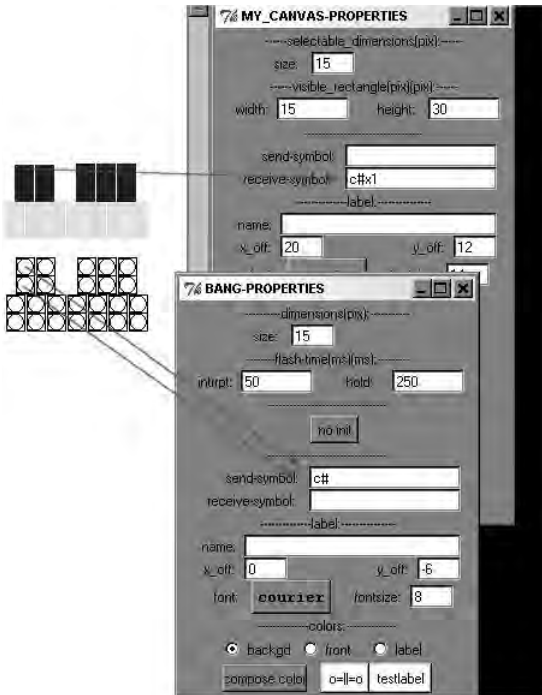 MY_CANVAS-PROPERTIES
------selectable_dimensions(pix):------
size: 15
------visible_rectangle(pix)(pix):------
width: 15 height: 30
send-symbol:
receive-symbol: c#x1
label:
name:
x_off: 20 y_off: 12
BANG-PROPERTIES
dimensions(pix):
size: 15
flash-time(ms)(ms):
intrrpt: 50 hold: 250
no init
send-symbol: c#
receive-symbol:
label:
name:
x_off: 0 y_off: -6
font: courier fontsize: 8
colors:
backgd front label
compose color o=||=o testlabel